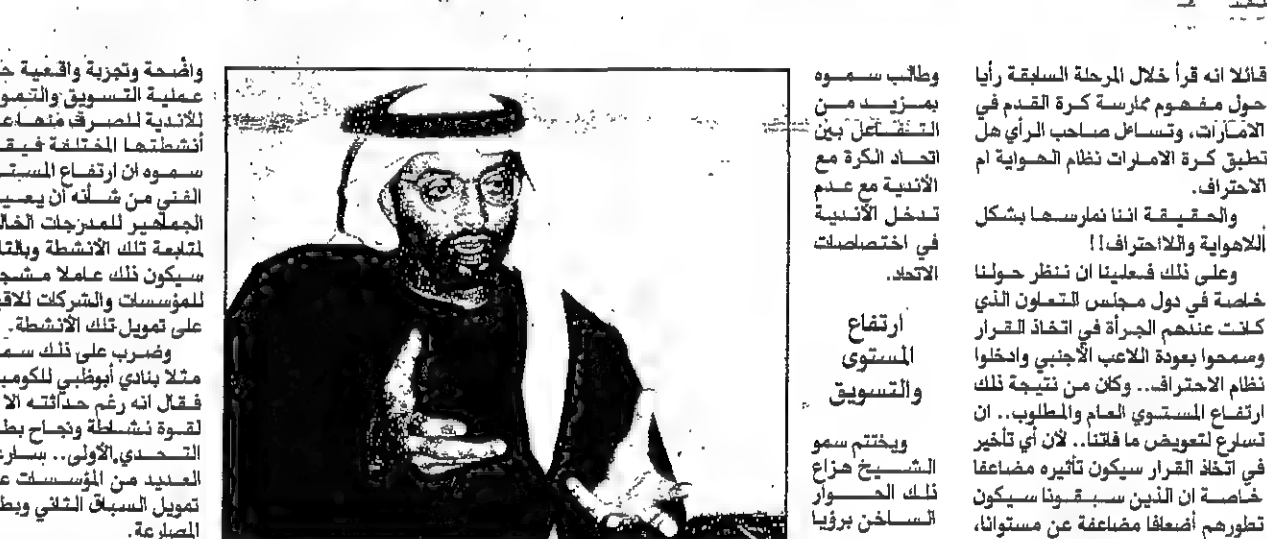 قائلا انه قرأ خلال المرحلة السابقة رأيا
حول مفهوم ممارسة كرة القدم في
الامارات، وتساءل صاحب الرأي هل
تطبق كرة الامارات نظام الهواية ام
الاحتراف.
والحقيقة اننا نمارسها بشكل
اللاهواية واللااحتراف!!
وعلى ذلك فعلينا ان ننظر حولنا
خاصة في دول مجلس التعاون الذي
كانت عندهم الجرأة في اتخاذ القرار
وسمحوا بعودة اللاعب الأجنبي وادخلوا
نظام الاحتراف.. وكان من نتيجة ذلك
ارتفاع المستوي العام والمطلوب.. ان
تسارع لتعويض ما فاتنا.. لأن أي تأخير
في اتخاذ القرار سيكون تأثيره مضاعفا
خاصة ان الذين سبقونا سيكون
تطورهم أضعافا مضاعفة عن مستوانا،
وطالب سموه
بمزيد من
التفاعل بين
اتحاد الكرة مع
الأندية مع عدم
تدخل الأندية
في اختصاصات
الاتحاد.
ارتفاع
المستوى
والتسويق
ويختتم سمو
الشيخ هزاع
ذلك الحوار
الساخن برؤيا
واضحة وتجربة واقعية
عملية التسويق
للأندية للصرف منها
أنشطتها المختلفة
سموه ان ارتفاع
الفني من شأنه أن
الجماهير للمدرجات
لمتابعة تلك الأنشطة
سيكون ذلك عاملا
للمؤسسات والشركات
على تمويل تلك الأنشطة.
وضرب على ذلك
مثلا بنادي أبوظبي
فقال انه رغم حداثته الا
لقوة نشاطة ونجاح
التحدي الأولى..
العديد من المؤسسات
تمويل السباق الثاني
للمصارعة.